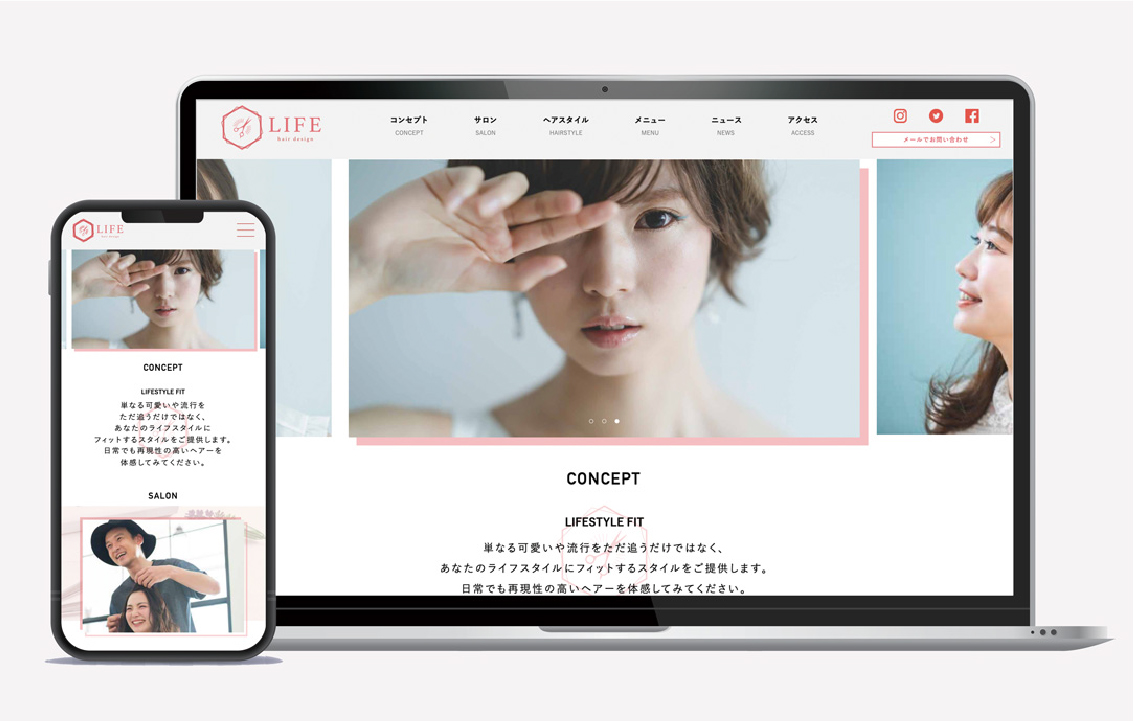 LIFE
hair design
コンセプト
CONCEPT
サロン
SALON
ヘアスタイル
HAIRSTYLE
メニュー
MENU
ニュース
NEWS
アクセス
ACCESS
メールでお問い合わせ
CONCEPT
LIFESTYLE FIT
単なる可愛いや流行をただ追うだけではなく、
あなたのライフスタイルにフィットするスタイルをご提供します。
日常でも再現性の高いヘアーを体感してみてください。
LIFE
CONCEPT
LIFESTYLE FIT
単なる可愛いや流行を
ただ追うだけではなく、
あなたのライフスタイルに
フィットするスタイルをご提供します。
日常でも再現性の高いヘアーを
体感してみてください。
SALON